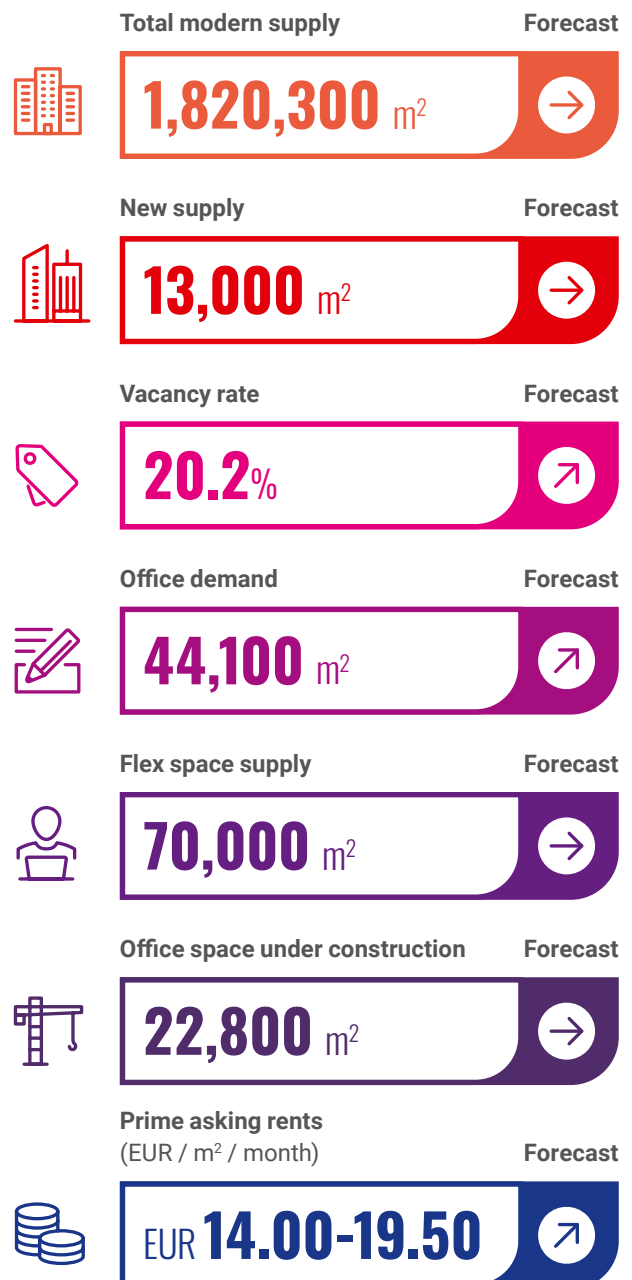 Total modern supply Forecast
1,820,300 m²
New supply Forecast
13,000 m²
Vacancy rate Forecast
20.2%
Office demand Forecast
44,100 m²
Flex space supply Forecast
70,000 m²
Office space under construction Forecast
22,800 m²
Prime asking rents
(EUR / m² / month) Forecast
EUR 14.00-19.50